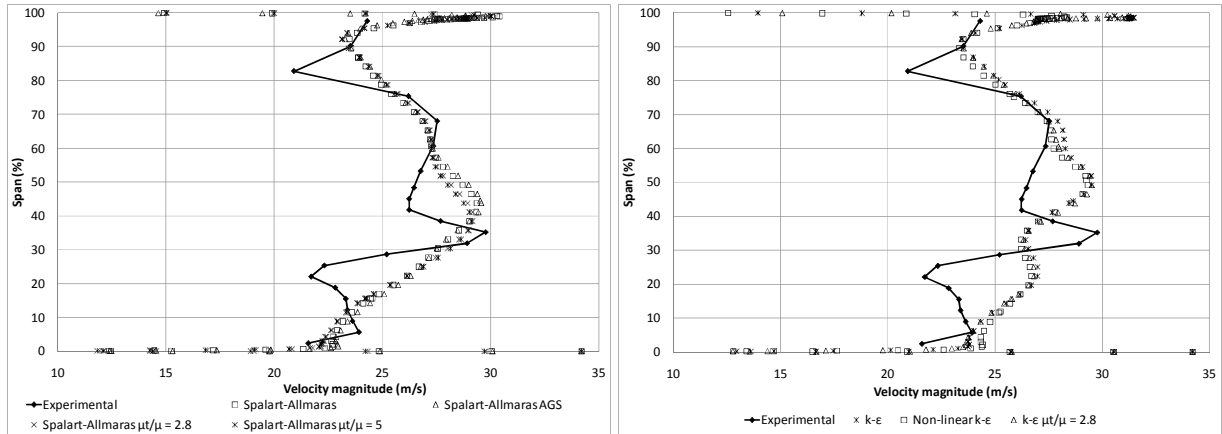 100
90
80
70
60
50
40
30
20
10
0
Span (%)
10 15 20 25 30 35
Velocity magnitude (m/s)
Experimental Spalart-Allmaras Spalart-Allmaras AGS
Spalart-Allmaras μt/μ = 2.8 Spalart-Allmaras μt/μ = 5
100
90
80
70
60
50
40
30
20
10
0
Span (%)
10 15 20 25 30 35
Velocity magnitude (m/s)
Experimental k-ε Non-linear k-ε k-ε μt/μ = 2.8